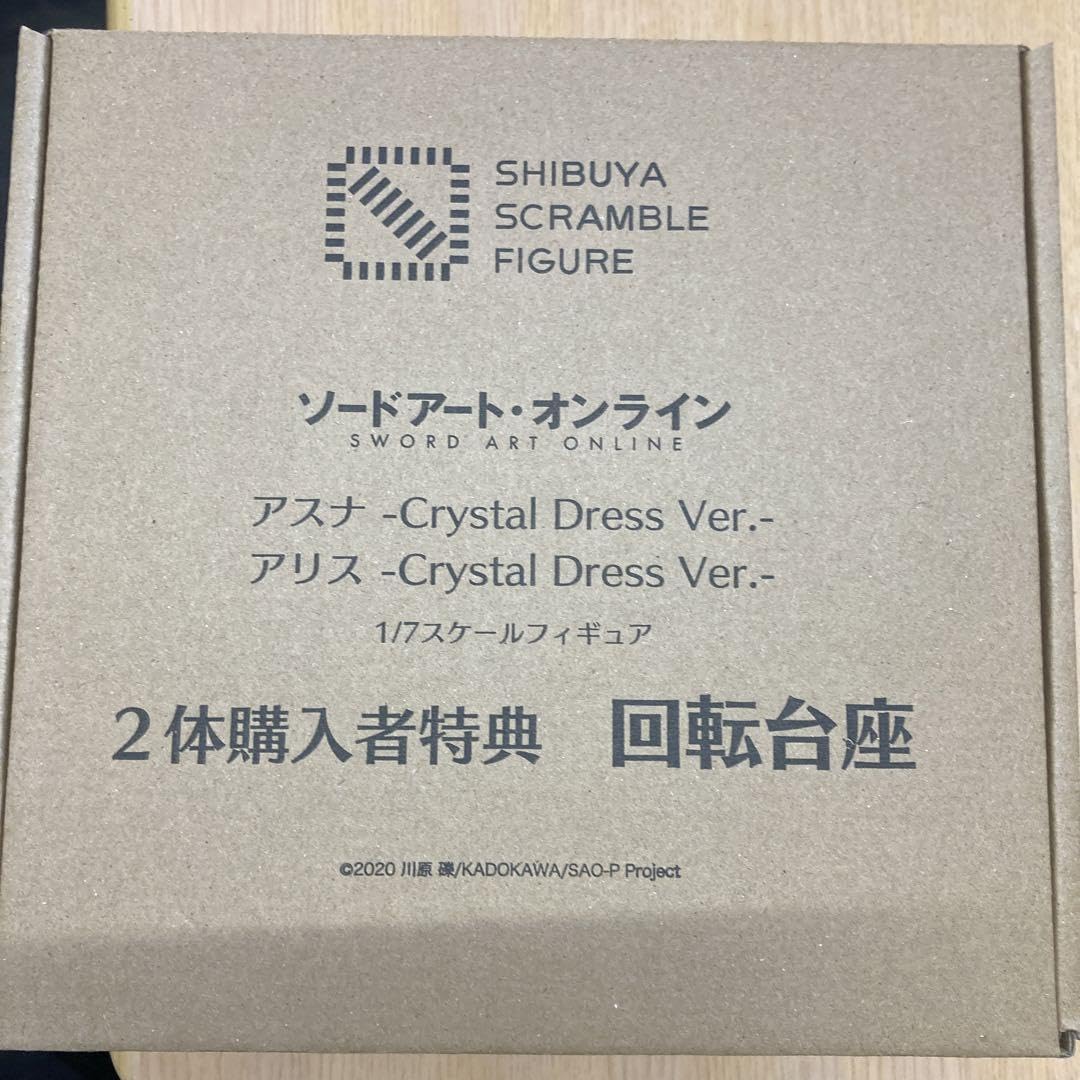 SHIBUYA
SCRAMBLE
FIGURE
ソードアート・オンライン
SWORD ART ONLINE
アスナ -Crystal Dress Ver.-
アリス -Crystal Dress Ver.-
1/7スケールフィギュア
2体購入者特典 回転台座
©2020 川原 礫/KADOKAWA/SAO-P Project